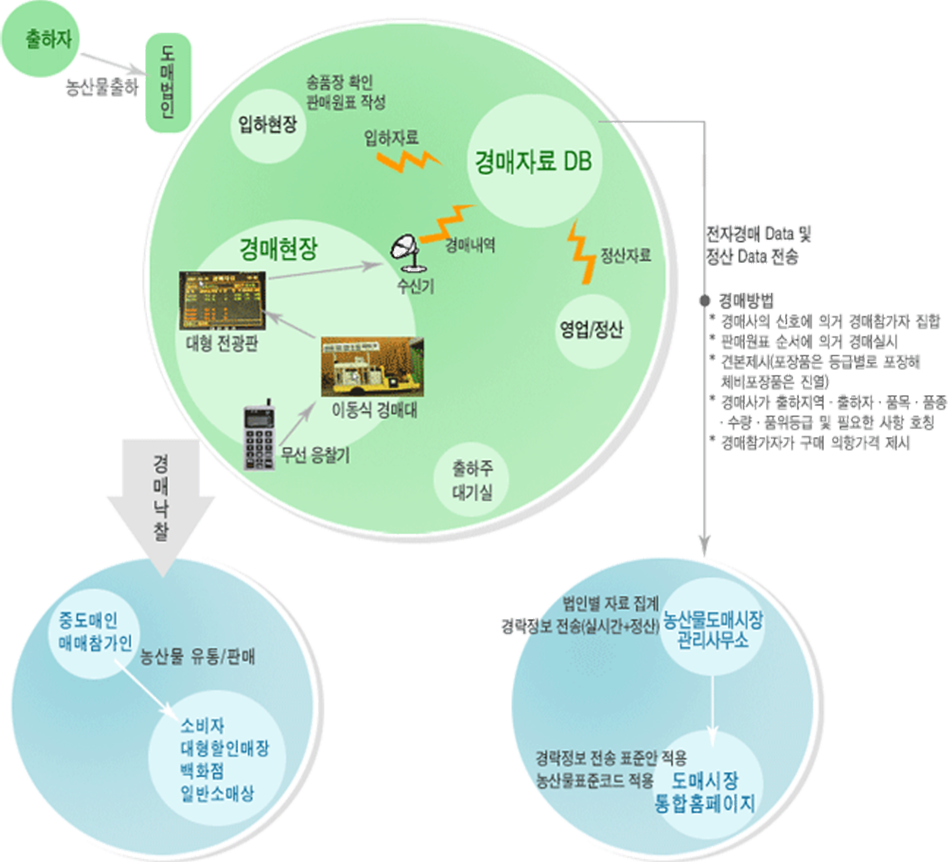 출하자
농산물출하
도매법인
송품장 확인
판매원표 작성
입하현장
입하자료
경매자료 DB
경매현장
경매내역
수신기
정산자료
대형 전광판
영업/정산
이동식 경매대
무선 응찰기
출하주
대기실
전자경매 Data 및
정산 Data 전송
경매방법
* 경매사의 신호에 의거 경매참가자 집합
* 판매원표 순서에 의거 경매실시
* 견본제시(포장품은 등급별로 포장해
체비포장품은 진열)
* 경매사가 출하지역 · 출하자 · 품목 · 품종
· 수량 · 품위등급 및 필요한 사항 호칭
* 경매참가자가 구매 의항가격 제시
경매낙찰
중도매인
매매참가인
농산물 유통/판매
소비자
대형할인매장
백화점
일반소매상
법인별 자료 집계
경락정보 전송(실시간+정산)
농산물도매시장
관리사무소
경락정보 전송 표준안 적용
농산물표준코드 적용
도매시장
통합홈페이지